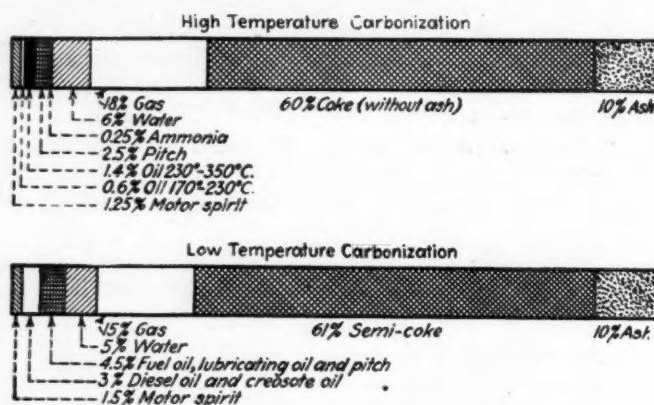 High Temperature Carbonization
18% Gas 60% Coke (without ash) 10% Ash
6% Water
0.25% Ammonia
2.5% Pitch
1.4% Oil 230°-350°C.
0.6% Oil 170°-230°C.
1.25% Motor spirit
Low Temperature Carbonization
15% Gas 61% Semi-coke 10% Ash.
5% Water
4.5% Fuel oil, lubricating oil and pitch
3% Diesel oil and creosote oil
1.5% Motor spirit